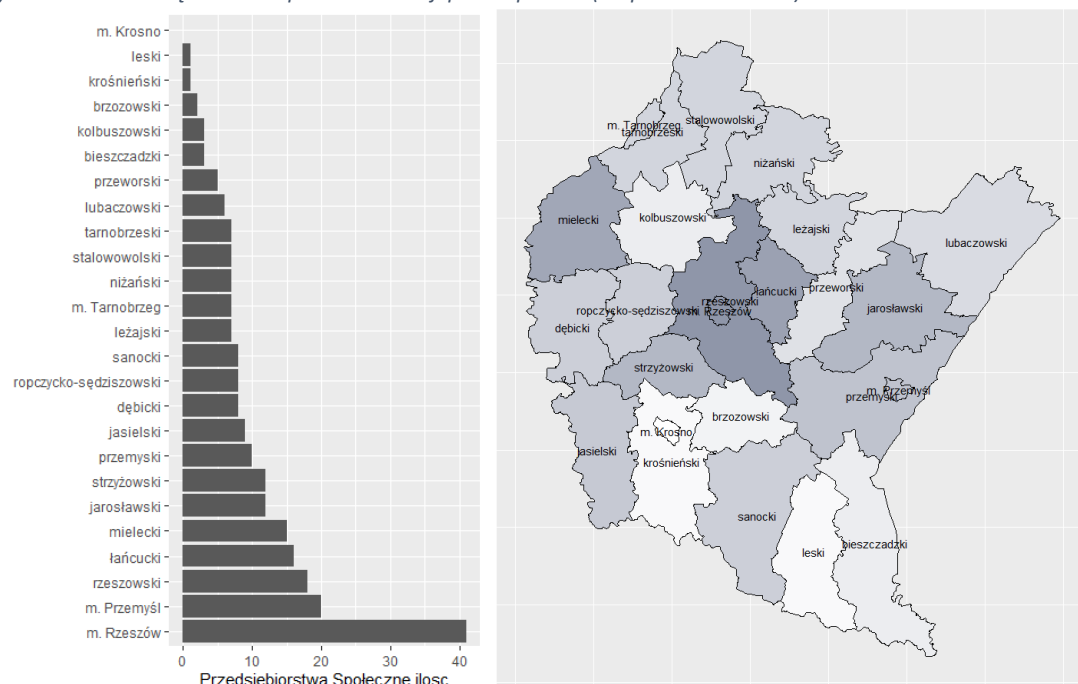 m. Krosno
leski
krośnieński
brzozowski
kolbuszowski
bieszczadzki
przeworski
lubaczowski
tarnobrzeski
stalowowolski
niżański
m. Tarnobrzeg
leżajski
sanocki
ropczycko-sędziszowski
dębicki
jasielski
przemyski
strzyżowski
jarosławski
mielecki
łańcucki
rzeszowski
m. Przemyśl
m. Rzeszów
0 10 20 30 40
Przedsiębiorstwa Społeczne ilosc
stalowowolski
m. Tarnobrzeg
tarnobrzeski
niżański
mielecki
kolbuszowski
leżajski
lubaczowski
przeworski
łańcucki
rzeszowski
jarosławski
ropczycko-sędziszowski
m. Rzeszów
dębicki
strzyżowski
m. Przemyśl
przemyski
brzozowski
m. Krosno
jasielski
krośnieński
sanocki
leski
bieszczadzki